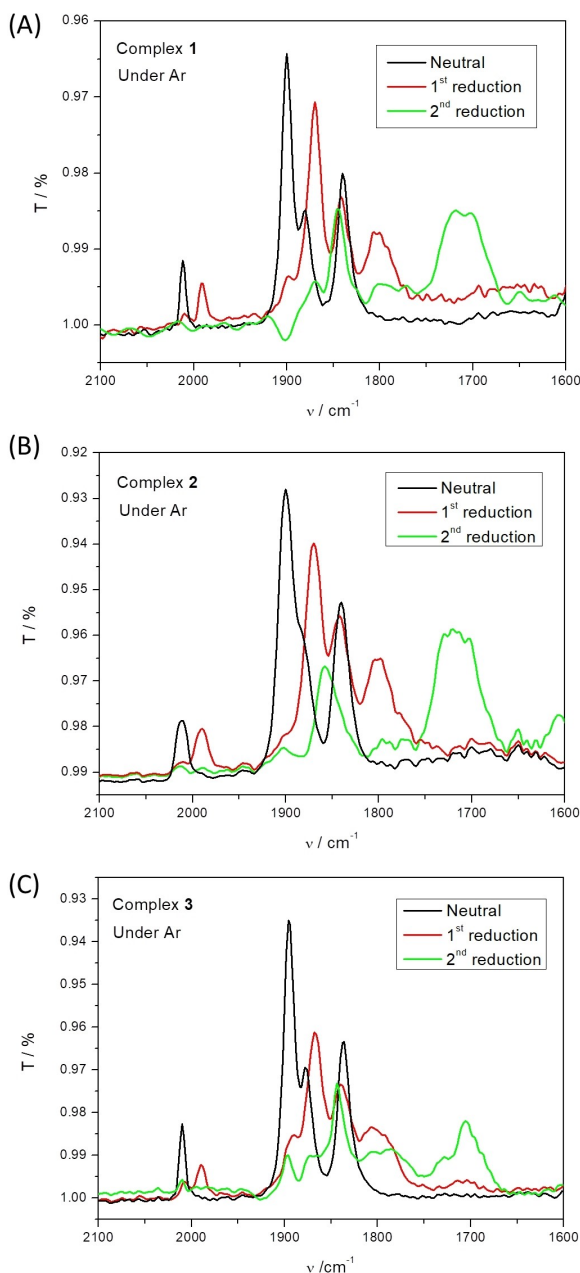 (A)
Complex 1
Under Ar
Neutral
1st reduction
2nd reduction
0.96
0.97
0.98
0.99
1.00
T / %
2100 2000 1900 1800 1700 1600
ν / cm-1
(B)
Complex 2
Under Ar
Neutral
1st reduction
2nd reduction
0.92
0.93
0.94
0.95
0.96
0.97
0.98
0.99
T / %
2100 2000 1900 1800 1700 1600
ν / cm-1
(C)
Complex 3
Under Ar
Neutral
1st reduction
2nd reduction
0.93
0.94
0.95
0.96
0.97
0.98
0.99
1.00
T / %
2100 2000 1900 1800 1700 1600
ν / cm-1